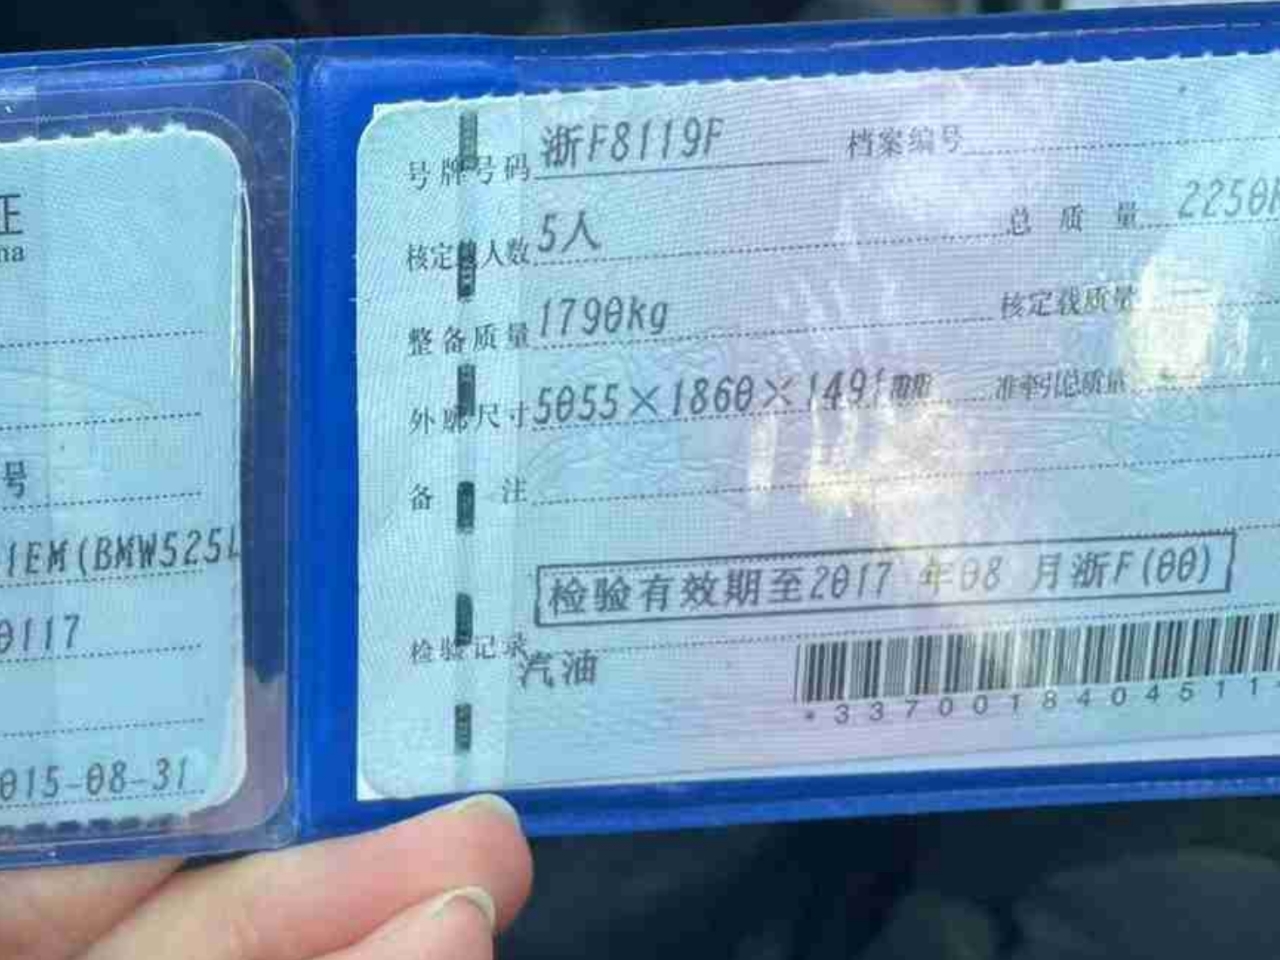 证
na
号
1EM(BMW525L
0117
015-08-31
号牌号码 浙F8119F 档案编号
核定载人数 5人 总质量 2250k
整备质量 1790kg 核定载质量
外廓尺寸 5055×1860×1491mm 准牵引总质量
备注
检验有效期至2017 年08 月浙F(00)
检验记录
汽油
*3370018404511